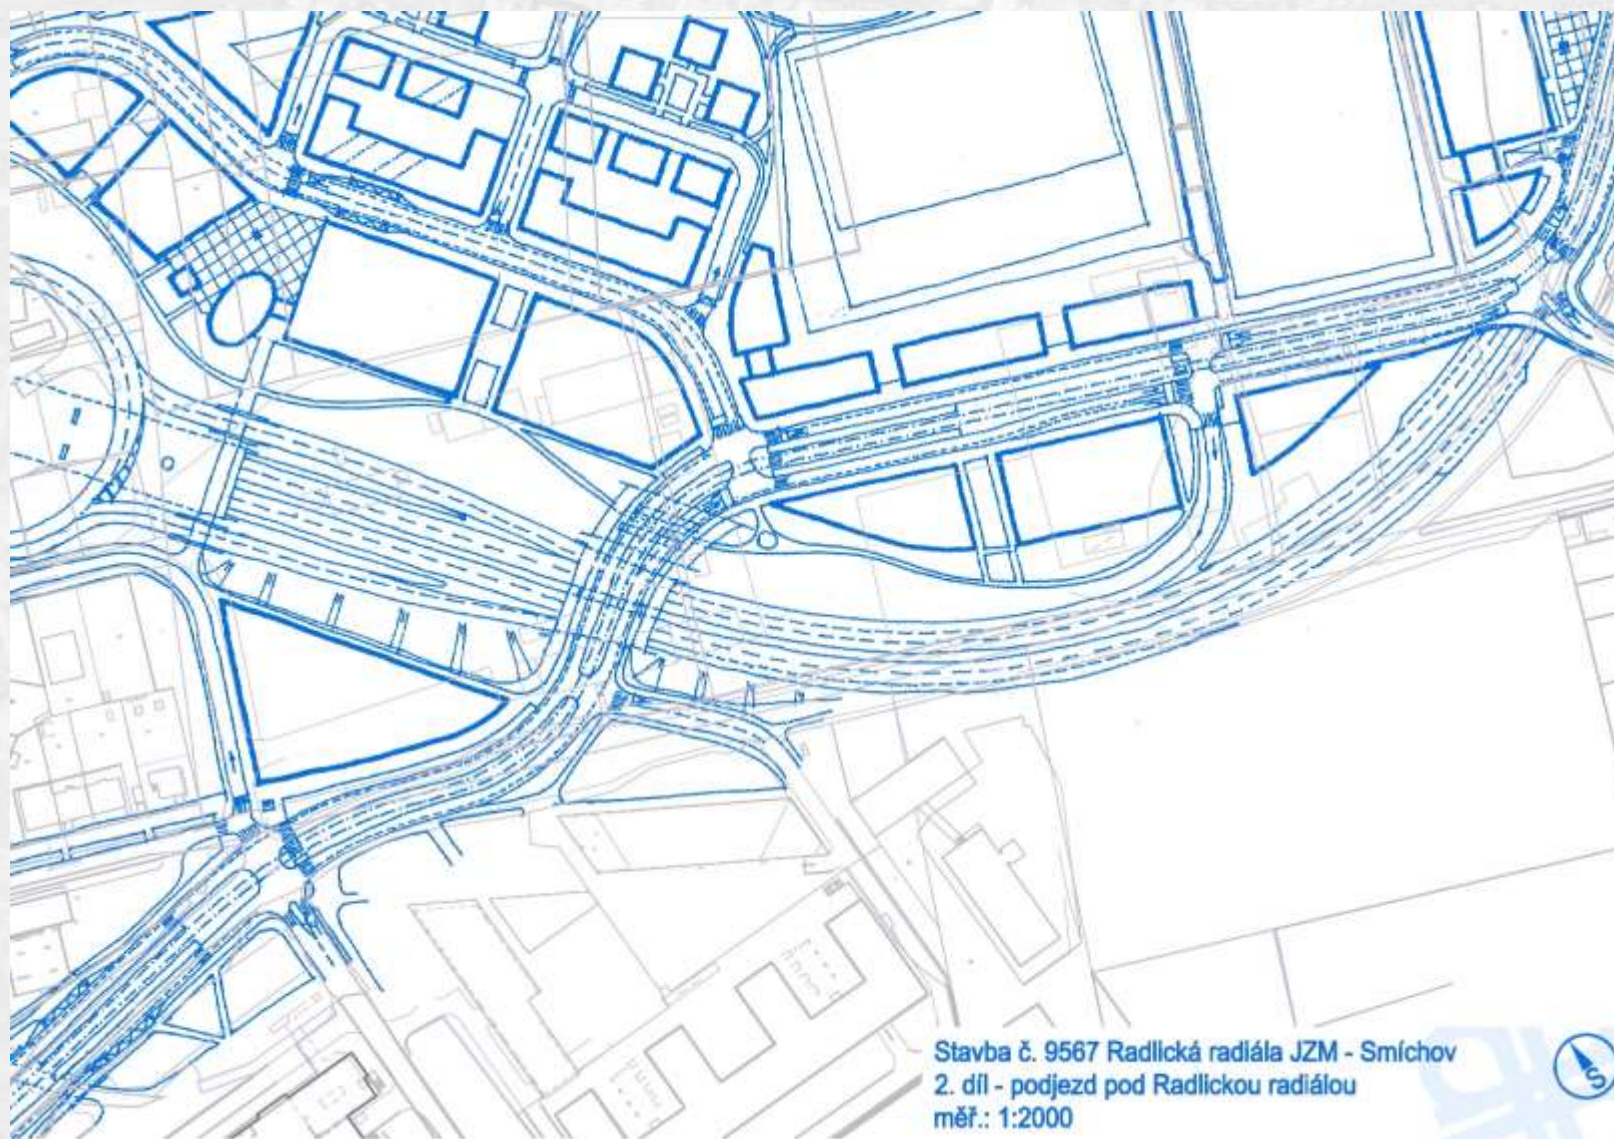 Stavba č. 9567 Radlická radiála JZM - Smíchov
2. díl - podjezd pod Radlickou radiálou
měř.: 1:2000
S